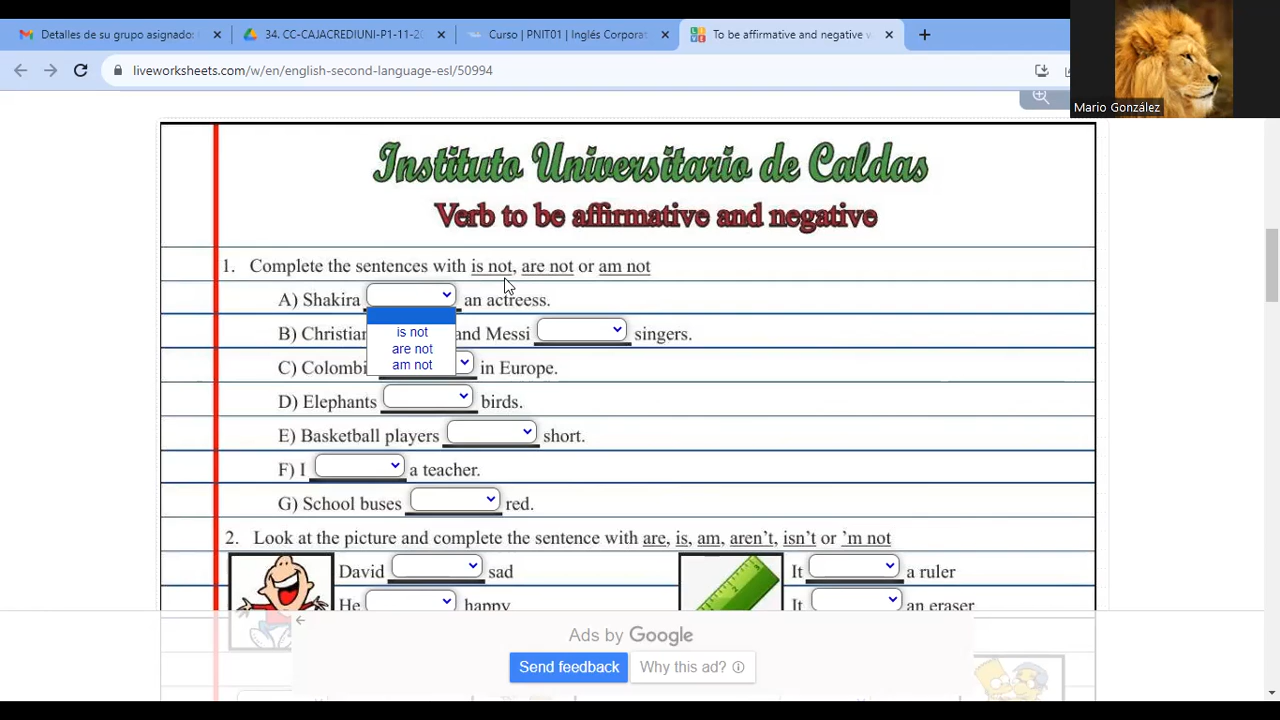 Detalles de su grupo asignado:
34. CC-CAJACREDIUNI-P1-11-20
Curso | PNIT01 | Inglés Corporat
To be affirmative and negative v
liveworksheets.com/w/en/english-second-language-esl/50994
Mario González
Instituto Universitario de Caldas
Verb to be affirmative and negative
1. Complete the sentences with is not, are not or am not
A) Shakira an actreess.
is not
are not
am not
B) Christian and Messi singers.
C) Colombi in Europe.
D) Elephants birds.
E) Basketball players short.
F) I a teacher.
G) School buses red.
2. Look at the picture and complete the sentence with are, is, am, aren't, isn't or 'm not
David sad
It a ruler
He happy
It an eraser
Ads by Google
Send feedback
Why this ad?